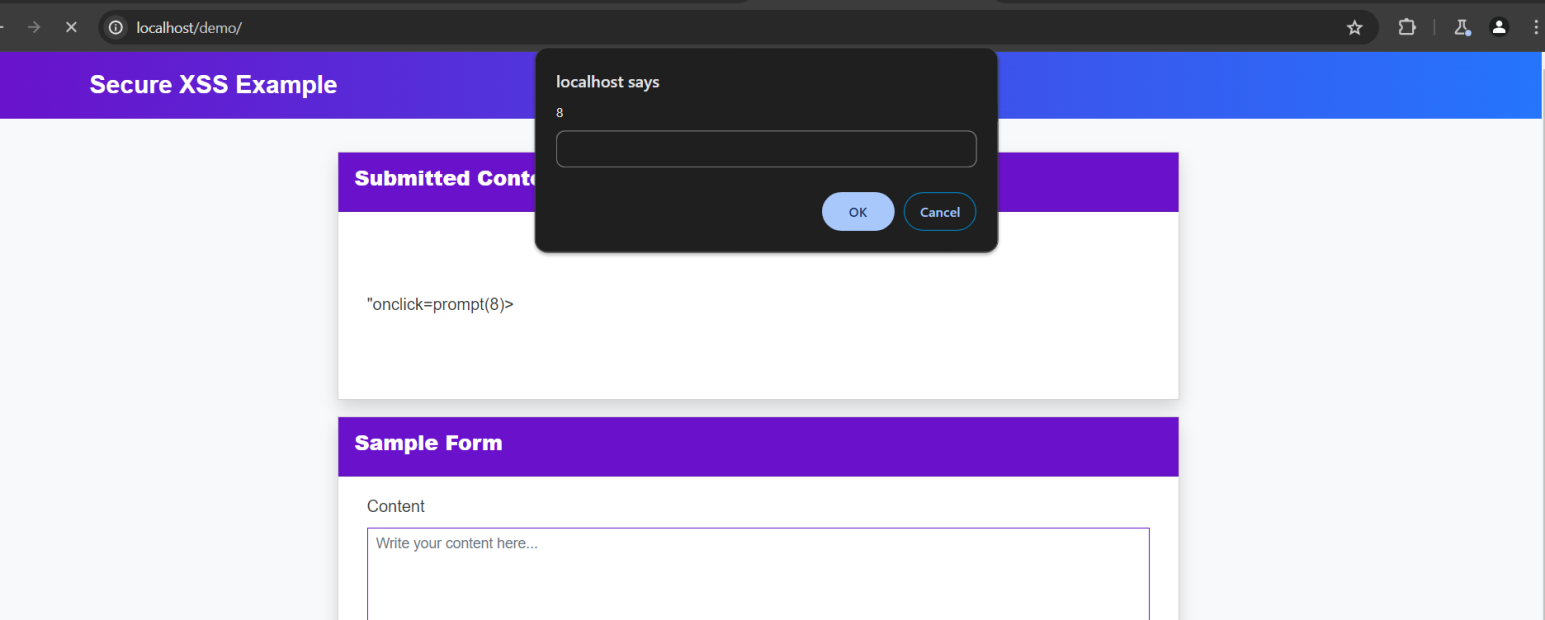 localhost/demo/
Secure XSS Example
localhost says
8
OK
Cancel
Submitted Conte
"onclick=prompt(8)>
Sample Form
Content
Write your content here...